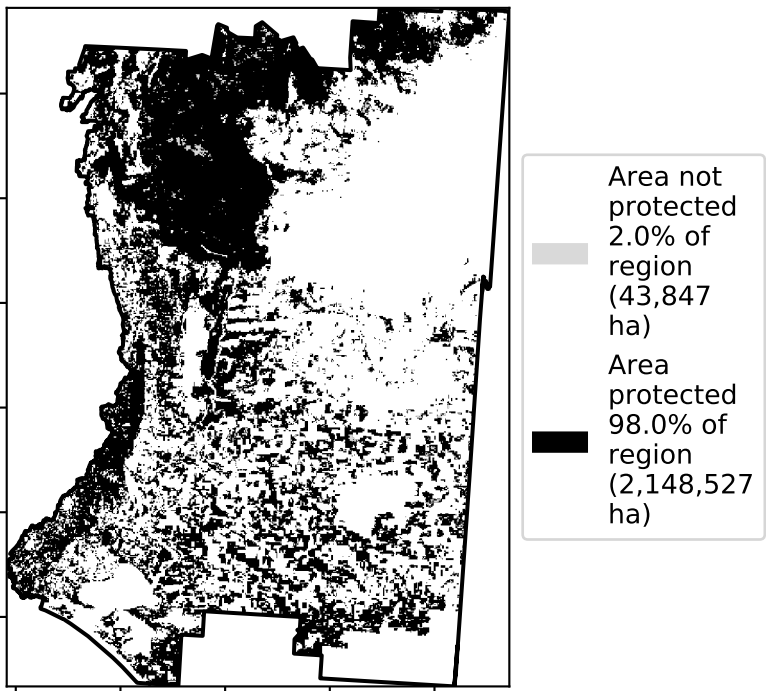 Area not
protected
2.0% of
region
(43,847
ha)
Area
protected
98.0% of
region
(2,148,527
ha)